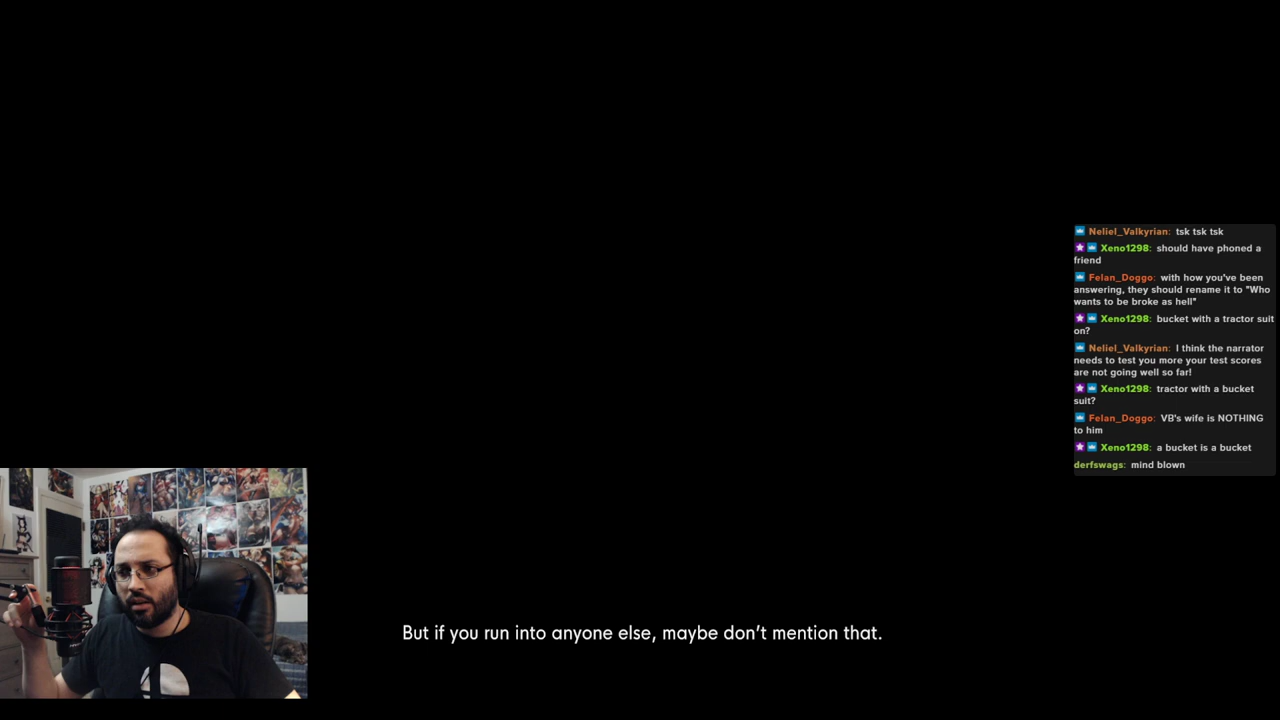 Neliel_Valkyrian: tsk tsk tsk
Xeno1298: should have phoned a
friend
Felan_Doggo: with how you've been
answering, they should rename it to "Who
wants to be broke as hell"
Xeno1298: bucket with a tractor suit
on?
Neliel_Valkyrian: I think the narrator
needs to test you more your test scores
are not going well so far!
Xeno1298: tractor with a bucket
suit?
Felan_Doggo: VB's wife is NOTHING
to him
Xeno1298: a bucket is a bucket
derfswags: mind blown
But if you run into anyone else, maybe don't mention that.